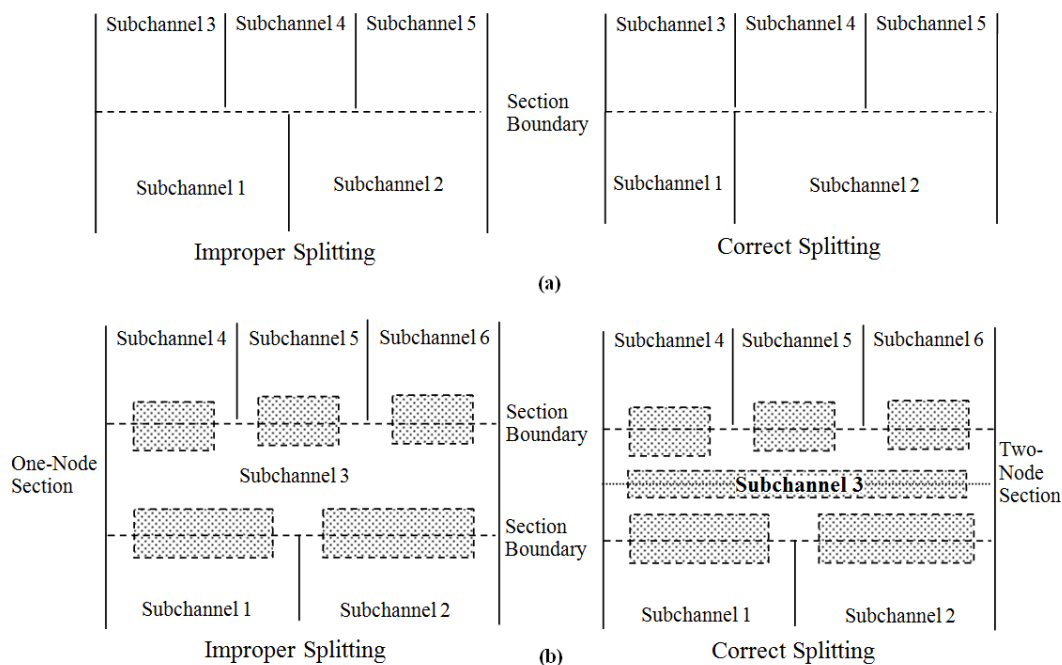 Subchannel 3 Subchannel 4 Subchannel 5
Subchannel 1 Subchannel 2
Improper Splitting
Section
Boundary
Subchannel 3 Subchannel 4 Subchannel 5
Subchannel 1 Subchannel 2
Correct Splitting
(a)
Subchannel 4 Subchannel 5 Subchannel 6
Section
Boundary
One-Node
Section
Subchannel 3
Section
Boundary
Subchannel 1 Subchannel 2
Improper Splitting
Subchannel 4 Subchannel 5 Subchannel 6
Subchannel 3
Two-
Node
Section
Subchannel 1 Subchannel 2
Correct Splitting
(b)